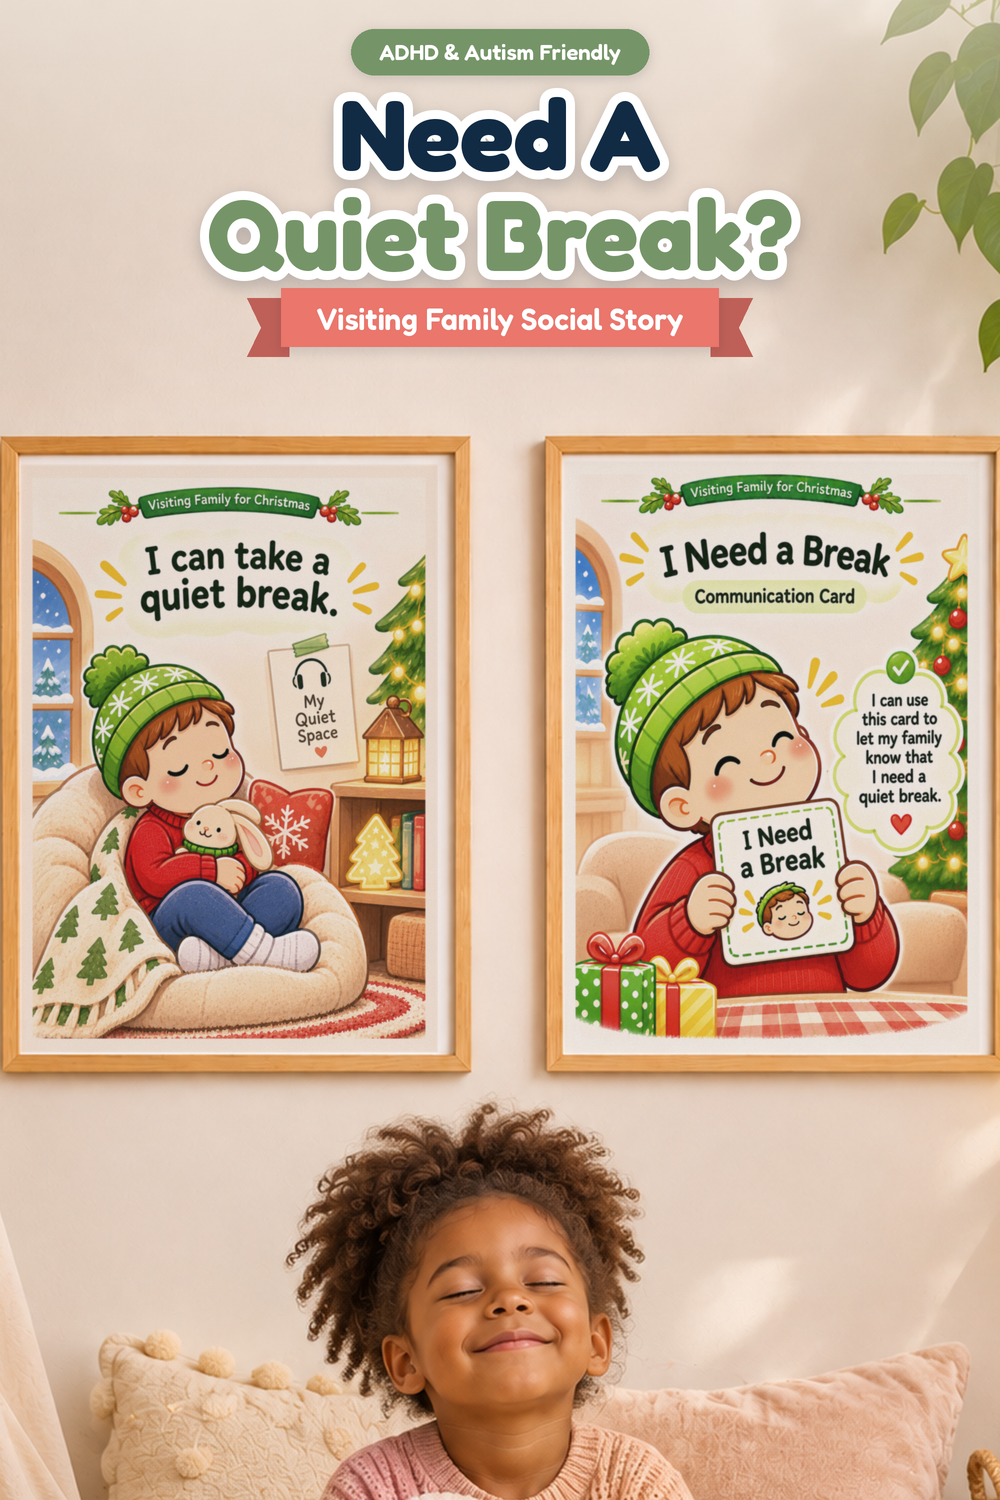 ADHD & Autism Friendly
Need A
Quiet Break?
Visiting Family Social Story
Visiting Family for Christmas
I can take a
quiet break.
My
Quiet
Space
Visiting Family for Christmas
I Need a Break
Communication Card
I can use
this card to
let my family
know that
I need a
quiet break.
I Need
a Break